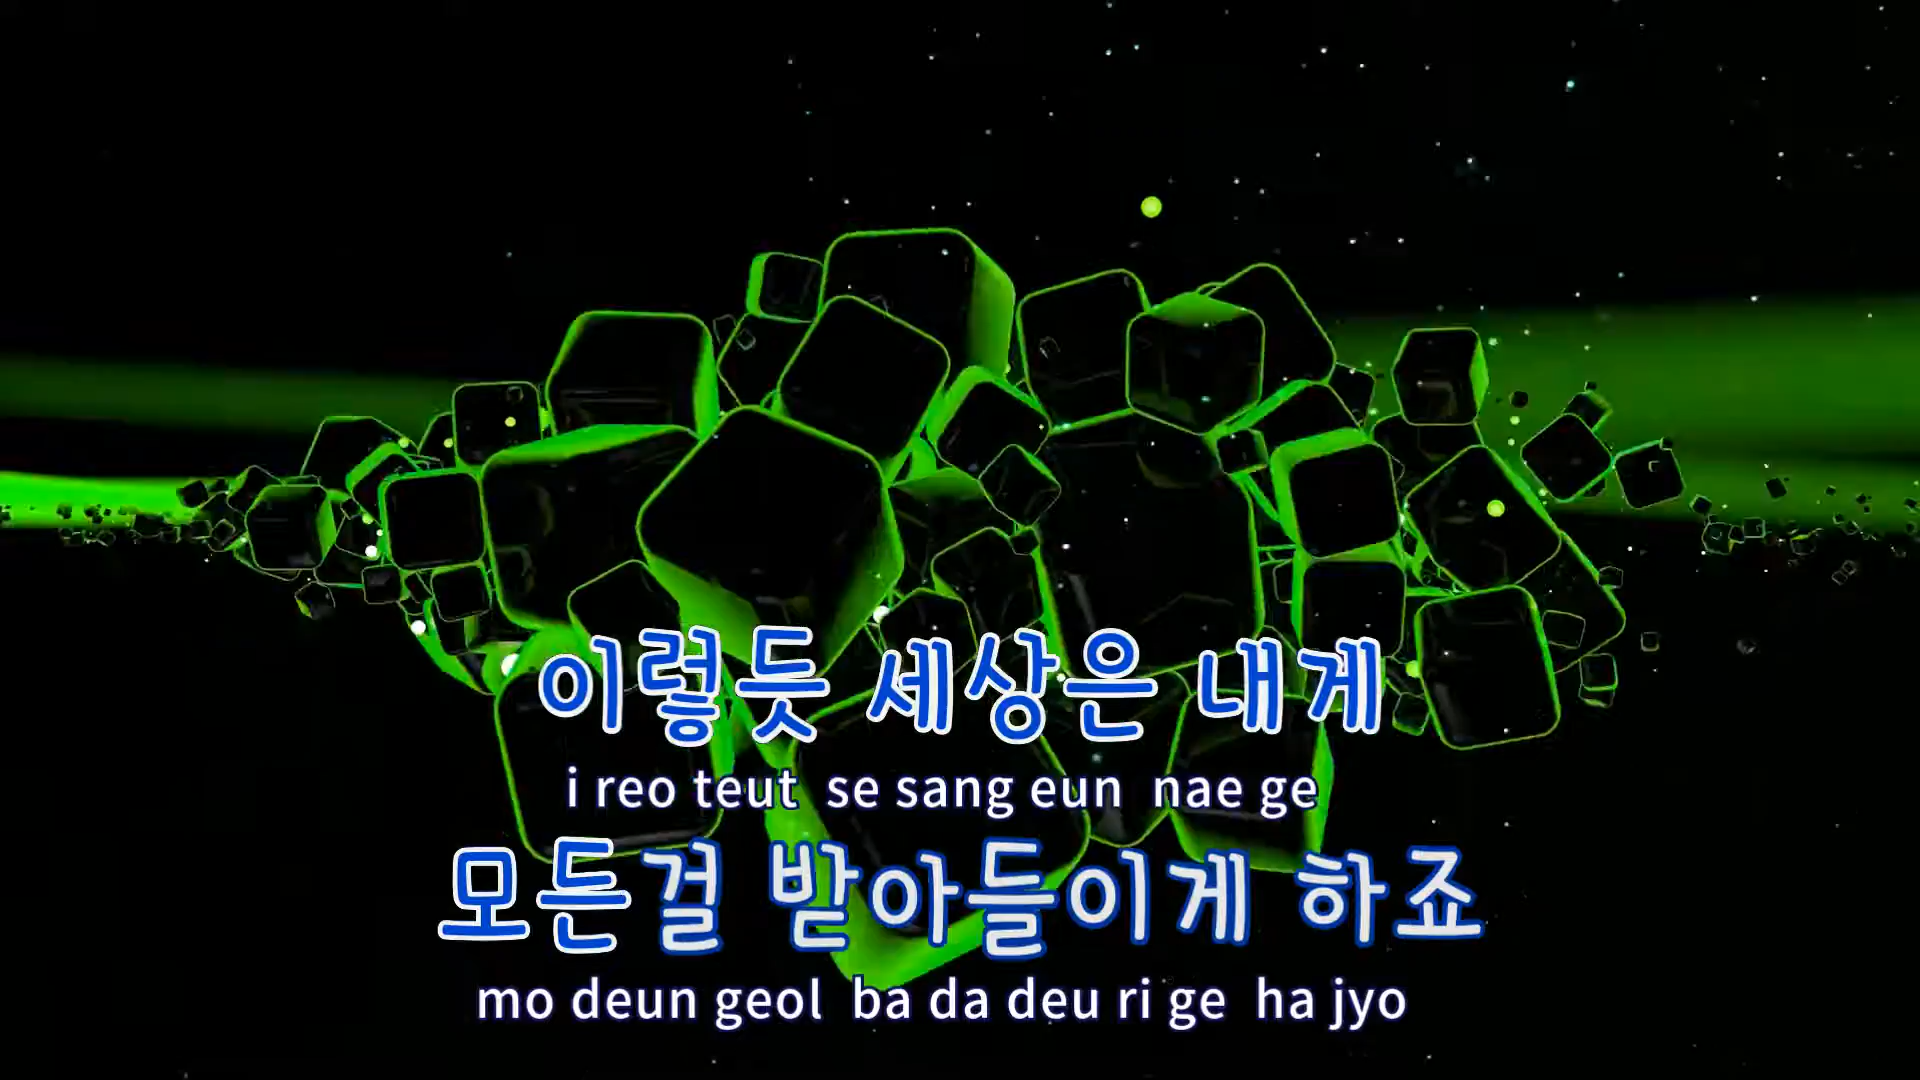 이렇듯 세상은 내게
i reo teut se sang eun nae ge
모든걸 받아들이게 하죠
mo deun geol ba da deu ri ge ha jyo